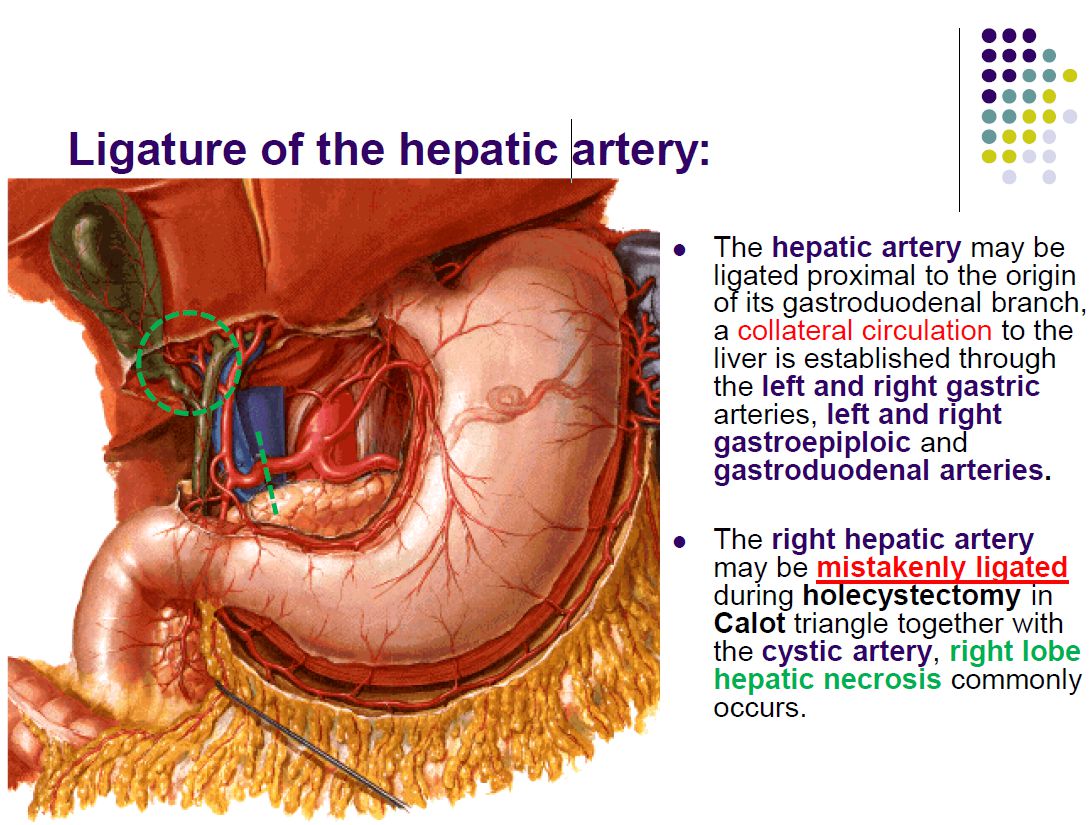 Ligature of the hepatic artery:
The hepatic artery may be
ligated proximal to the origin
of its gastroduodenal branch,
a collateral circulation to the
liver is established through
the left and right gastric
arteries, left and right
gastroepiploic and
gastroduodenal arteries.
The right hepatic artery
may be mistakenly ligated
during holecystectomy in
Calot triangle together with
the cystic artery, right lobe
hepatic necrosis commonly
occurs.